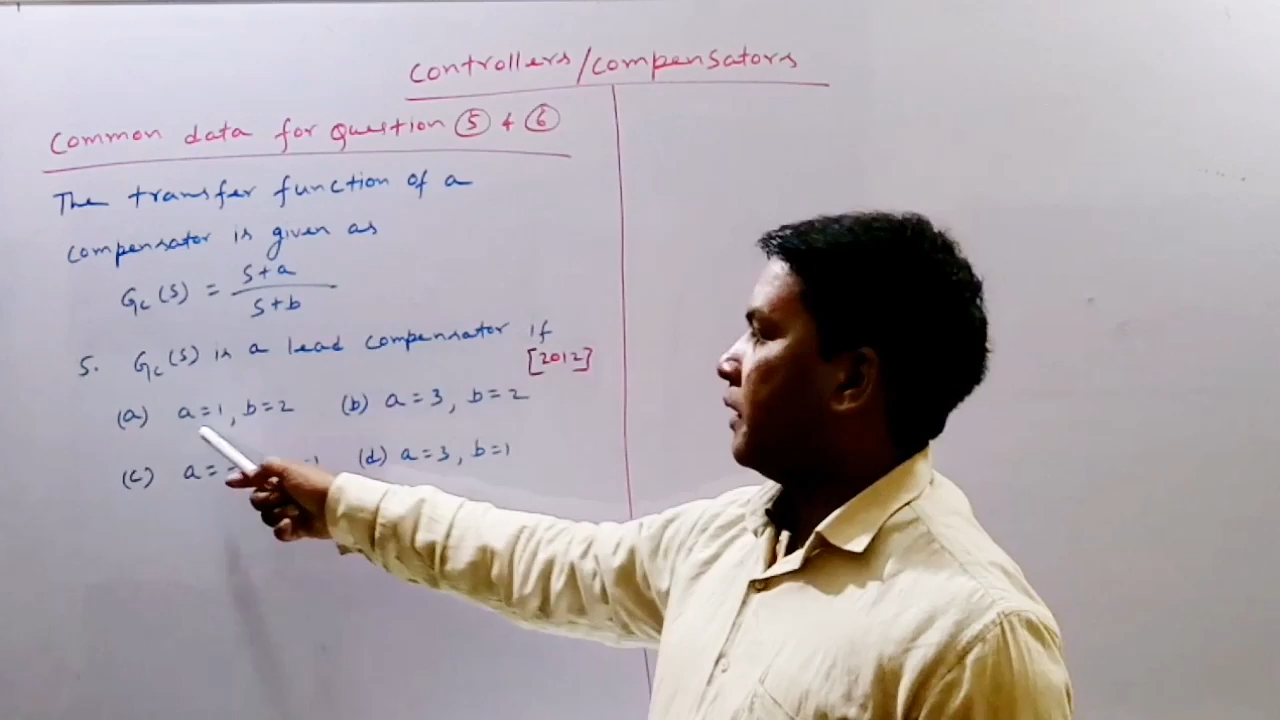 Controllers/compensators
Common data for Question 5 & 6
The transfer function of a
compensator is given as
Gc(s) = s+a
s+b
5. Gc(s) is a lead compensator if
[2012]
(a) a=1, b=2 (b) a=3, b=2
(c) a= (d) a=3, b=1